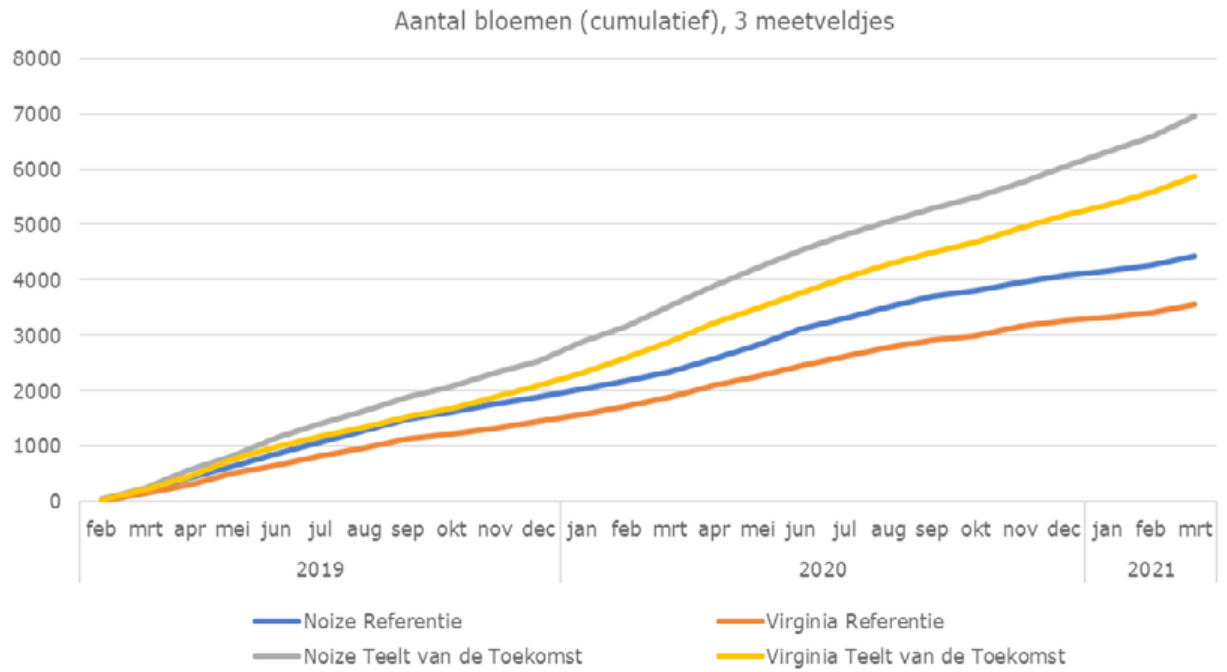 Aantal bloemen (cumulatief), 3 meetveldjes
8000
7000
6000
5000
4000
3000
2000
1000
0
feb mrt apr mei jun jul aug sep okt nov dec jan feb mrt apr mei jun jul aug sep okt nov dec jan feb mrt
2019 2020 2021
Noize Referentie Virginia Referentie
Noize Teelt van de Toekomst Virginia Teelt van de Toekomst